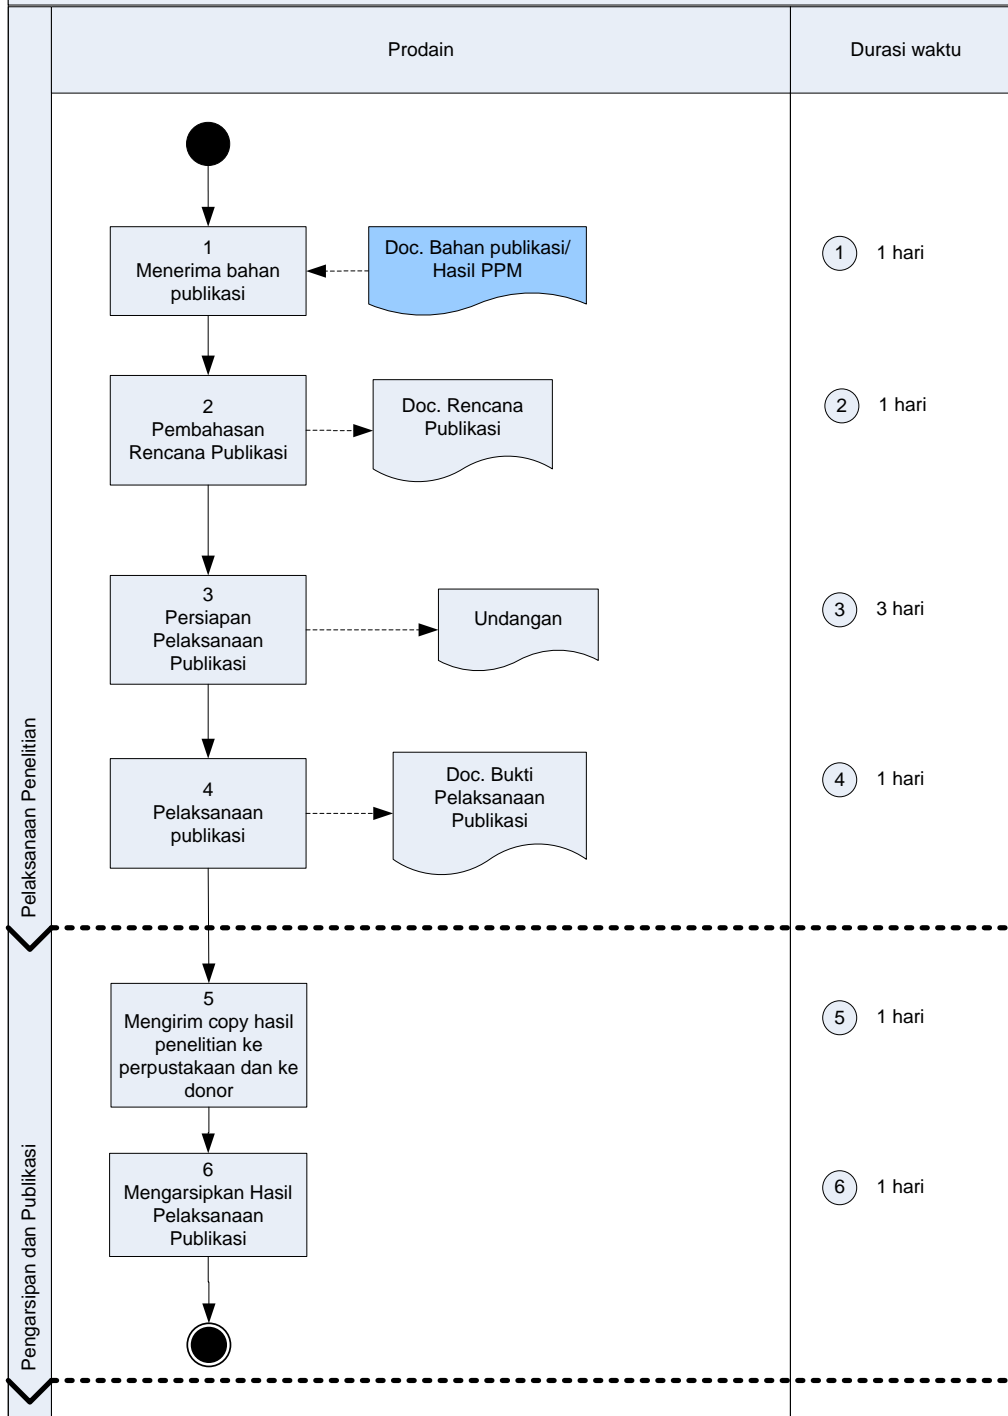 Prodain
Durasi waktu
1
Menerima bahan
publikasi
Doc. Bahan publikasi/
Hasil PPM
1
1 hari
2
Pembahasan
Rencana Publikasi
Doc. Rencana
Publikasi
2
1 hari
3
Persiapan
Pelaksanaan
Publikasi
Undangan
3
3 hari
4
Pelaksanaan
publikasi
Doc. Bukti
Pelaksanaan
Publikasi
4
1 hari
Pelaksanaan Penelitian
5
Mengirim copy hasil
penelitian ke
perpustakaan dan ke
donor
5
1 hari
6
Mengarsipkan Hasil
Pelaksanaan
Publikasi
6
1 hari
Pengarsipan dan Publikasi